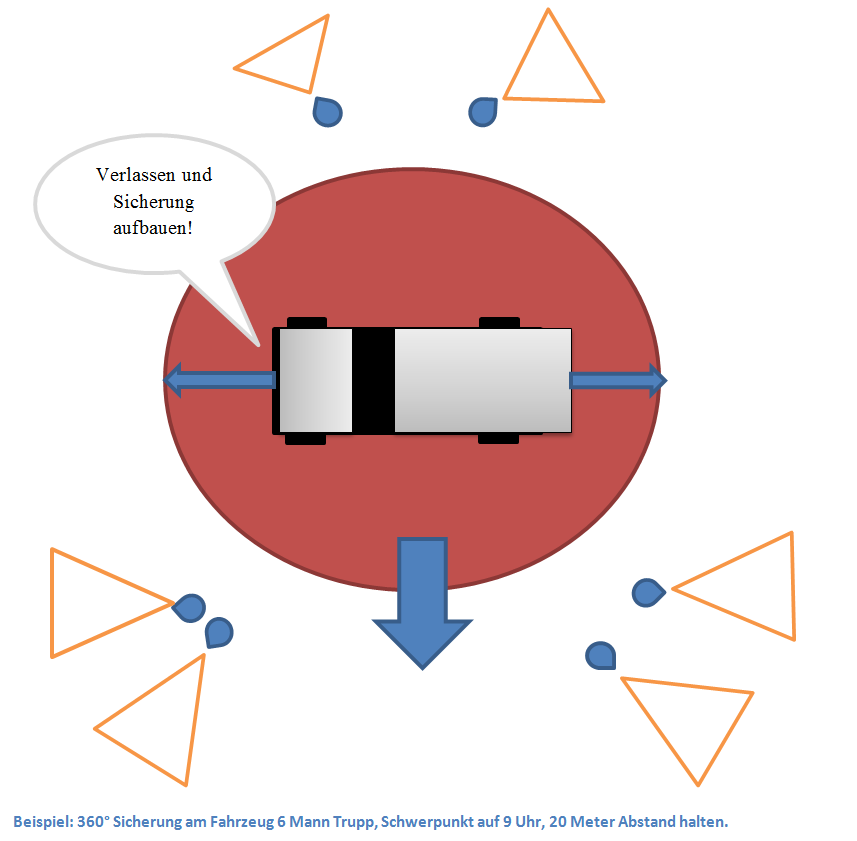 Verlassen und
Sicherung
aufbauen!
Beispiel: 360° Sicherung am Fahrzeug 6 Mann Trupp, Schwerpunkt auf 9 Uhr, 20 Meter Abstand halten.